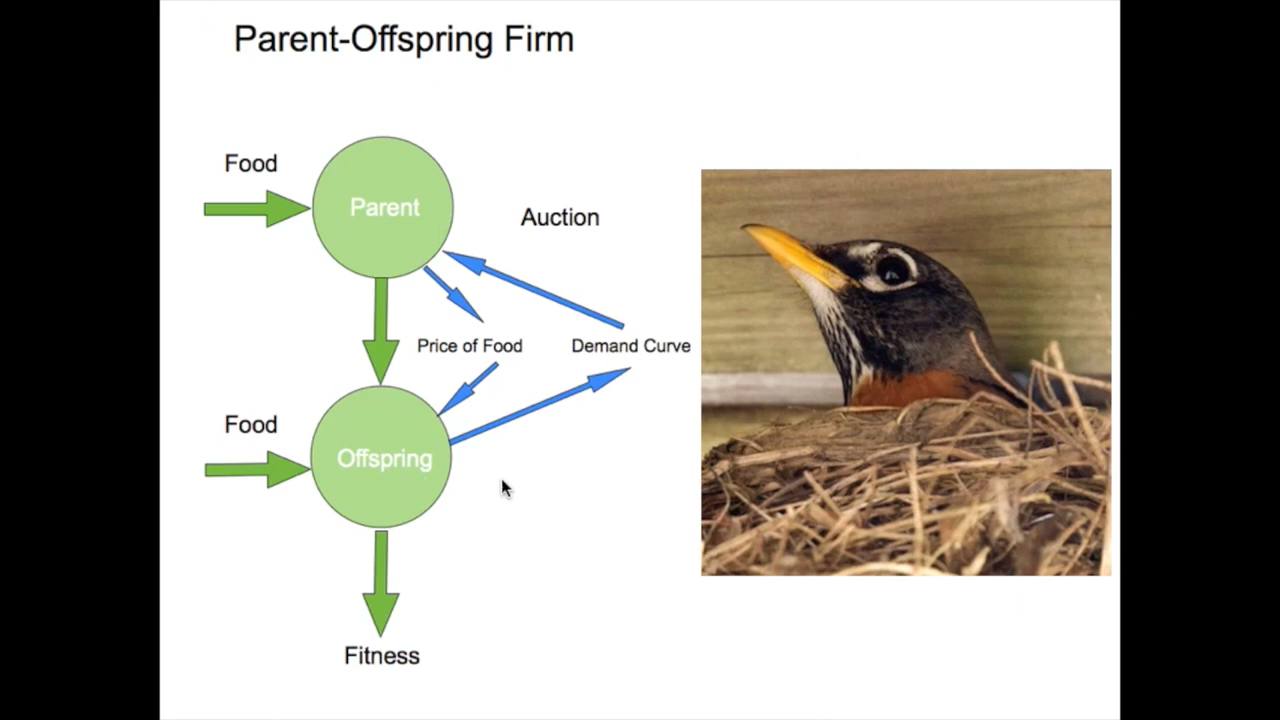 Parent-Offspring Firm
Food
Parent
Auction
Price of Food
Demand Curve
Food
Offspring
Fitness